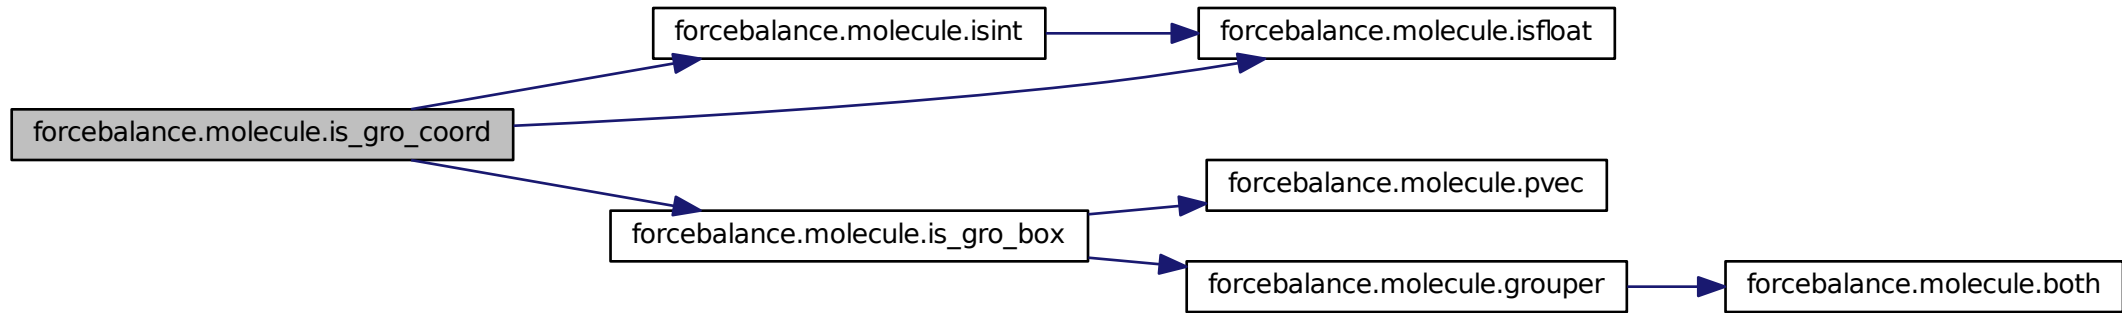 forcebalance.molecule.isint
forcebalance.molecule.isfloat
forcebalance.molecule.is_gro_coord
forcebalance.molecule.pvec
forcebalance.molecule.is_gro_box
forcebalance.molecule.grouper
forcebalance.molecule.both